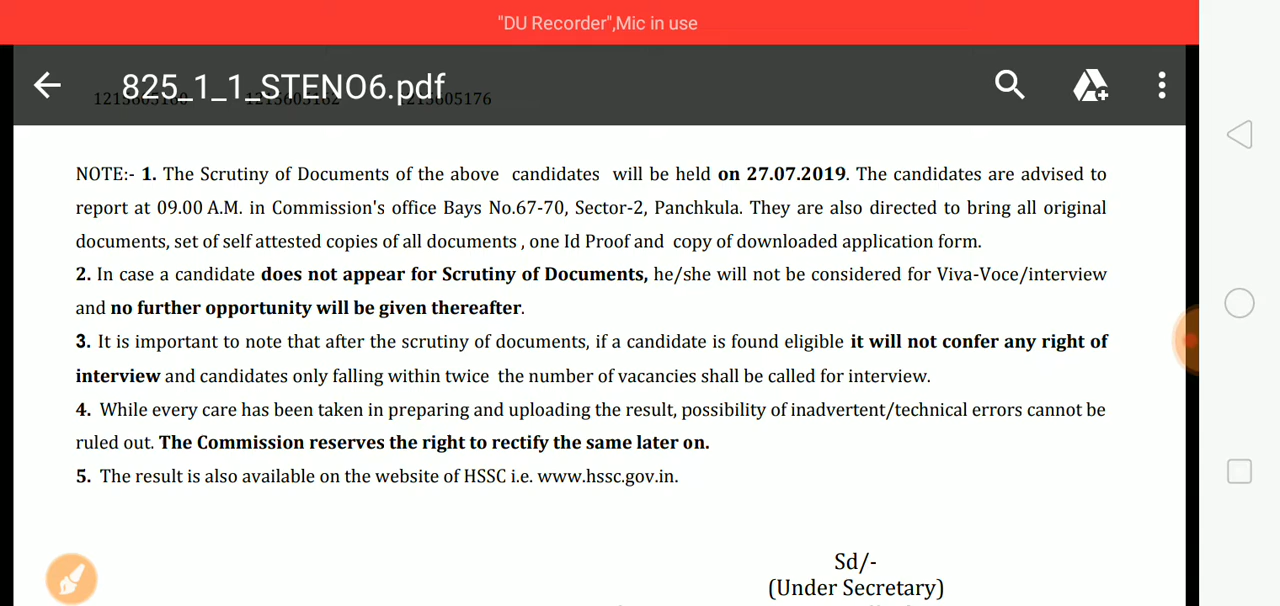 "DU Recorder",Mic in use
825_1_1_STENO6.pdf
NOTE:- 1. The Scrutiny of Documents of the above candidates will be held on 27.07.2019. The candidates are advised to
report at 09.00 A.M. in Commission's office Bays No.67-70, Sector-2, Panchkula. They are also directed to bring all original
documents, set of self attested copies of all documents , one Id Proof and copy of downloaded application form.
2. In case a candidate does not appear for Scrutiny of Documents, he/she will not be considered for Viva-Voce/interview
and no further opportunity will be given thereafter.
3. It is important to note that after the scrutiny of documents, if a candidate is found eligible it will not confer any right of
interview and candidates only falling within twice the number of vacancies shall be called for interview.
4. While every care has been taken in preparing and uploading the result, possibility of inadvertent/technical errors cannot be
ruled out. The Commission reserves the right to rectify the same later on.
5. The result is also available on the website of HSSC i.e. www.hssc.gov.in.
Sd/-
(Under Secretary)